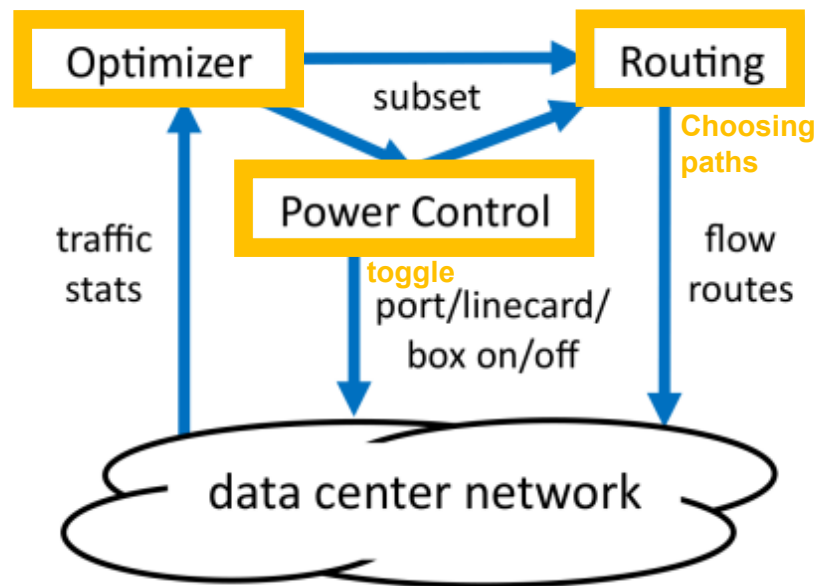 Optimizer
Routing
subset
Choosing
paths
Power Control
traffic
stats
flow
routes
toggle
port/linecard/
box on/off
data center network